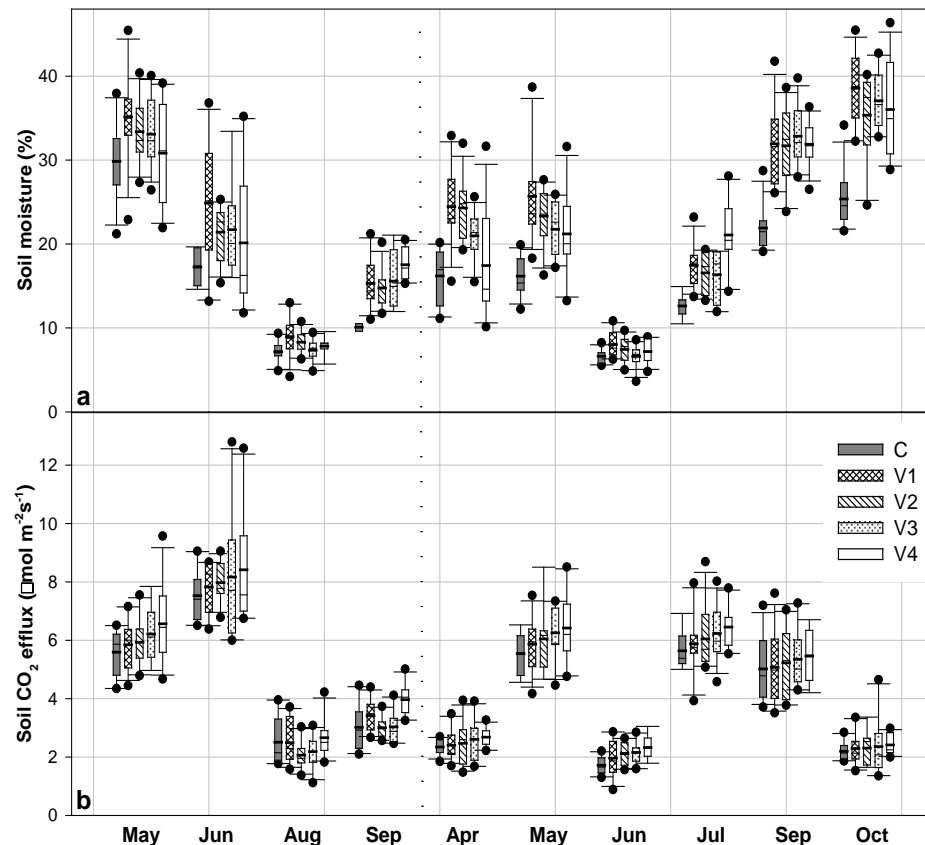 Soil moisture (%)
40
30
20
10
0
a
Soil CO2 efflux (□mol m⁻²s⁻¹)
12
10
8
6
4
2
0
b
C
V1
V2
V3
V4
May Jun Aug Sep Apr May Jun Jul Sep Oct